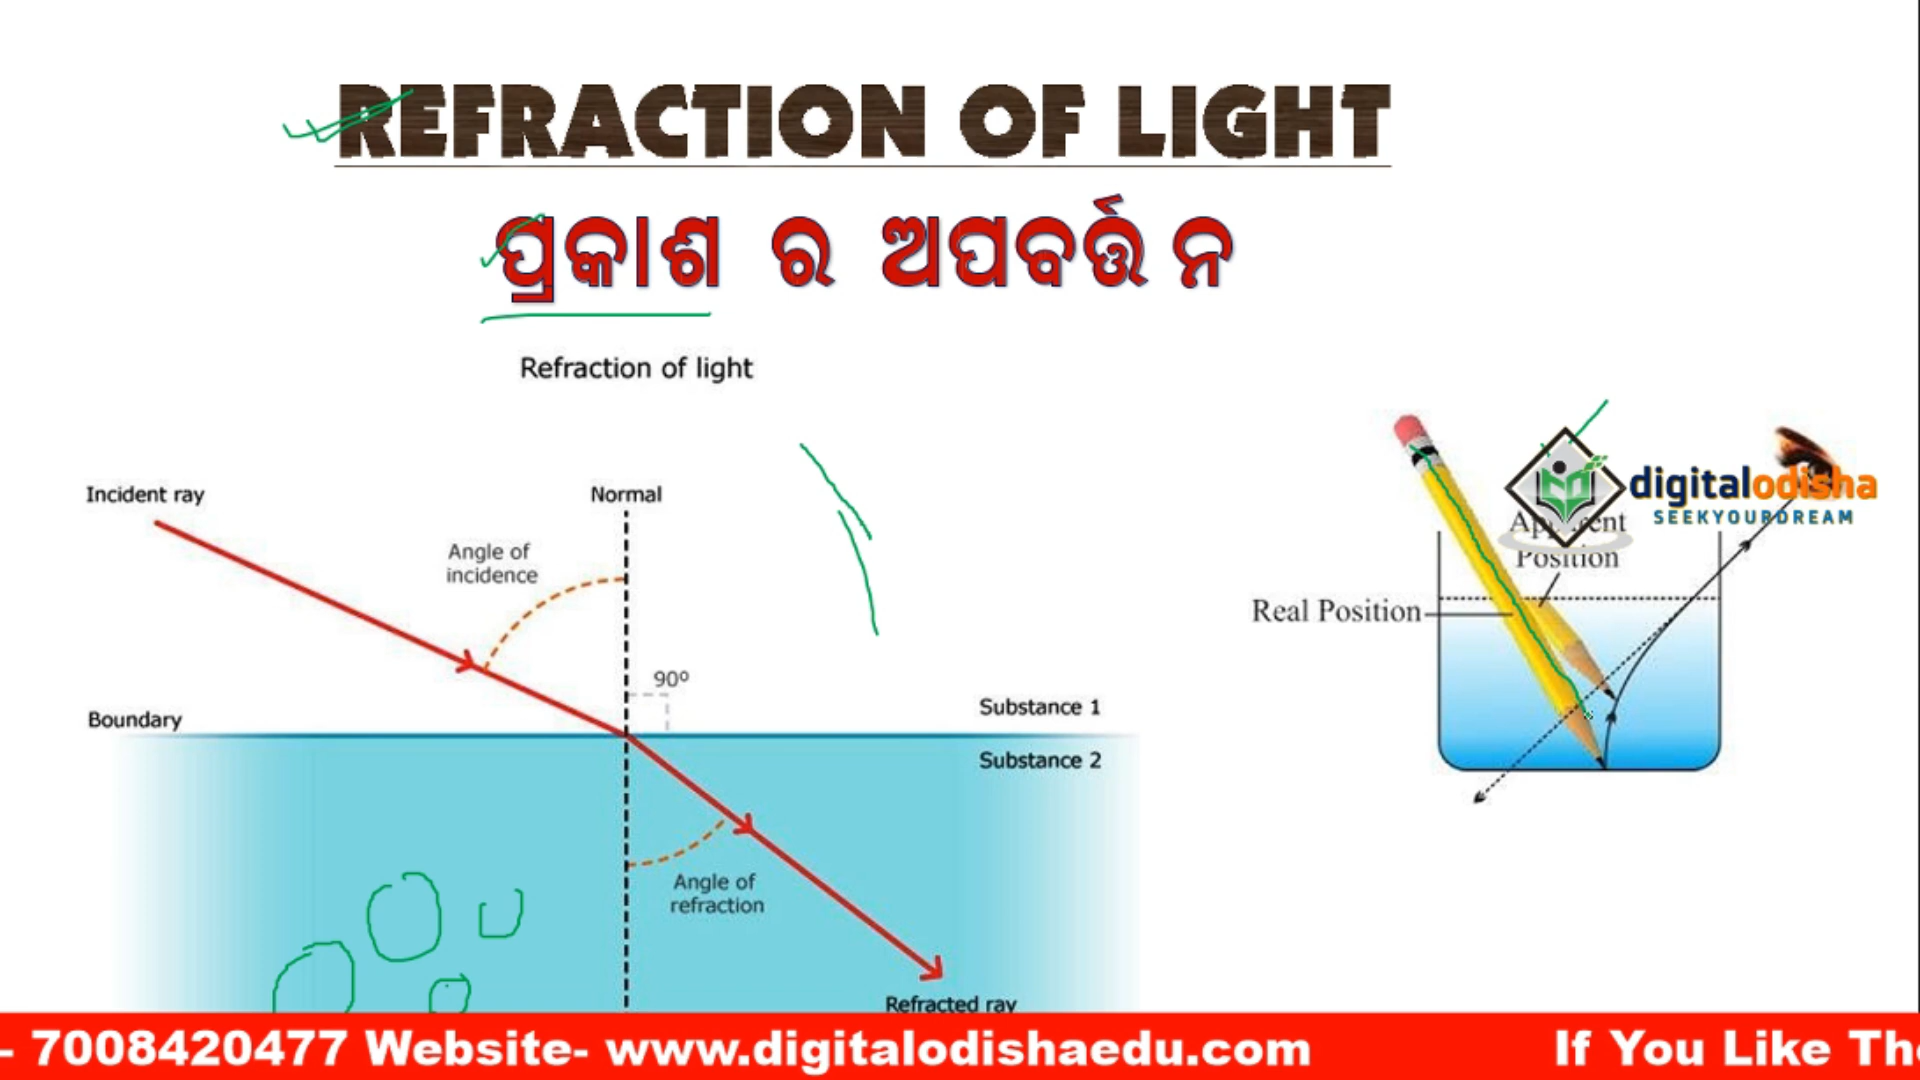 REFRACTION OF LIGHT
ପ୍ରକାଶ ର ଅପବର୍ତ୍ତନ
Refraction of light
Incident ray
Normal
Angle of
incidence
90º
Boundary
Substance 1
Substance 2
Angle of
refraction
Refracted ray
digitalodisha
SEEKYOURDREAM
Position
Real Position
- 7008420477 Website- www.digitalodishaedu.com
If You Like